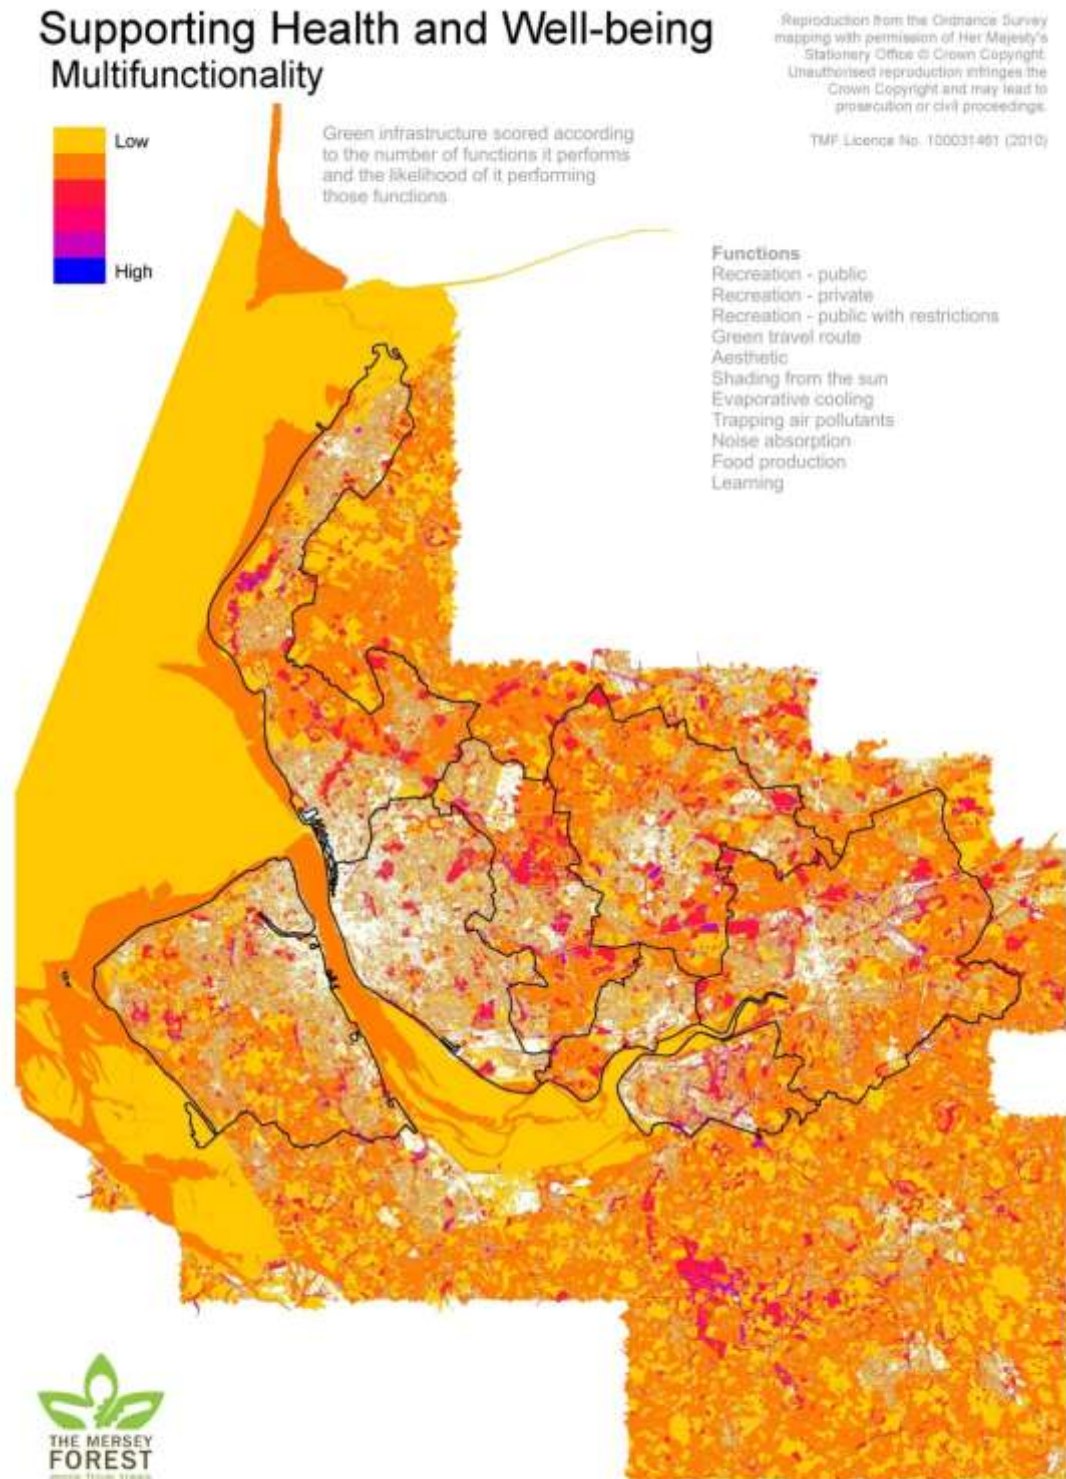 Supporting Health and Well-being
Multifunctionality
Reproduction from the Ordnance Survey
mapping with permission of Her Majesty's
Stationery Office © Crown Copyright.
Unauthorised reproduction infringes the
Crown Copyright and may lead to
prosecution or civil proceedings.
TMF Licence No. 100031461 (2010)
Low
High
Green infrastructure scored according
to the number of functions it performs
and the likelihood of it performing
those functions
Functions
Recreation - public
Recreation - private
Recreation - public with restrictions
Green travel route
Aesthetic
Shading from the sun
Evaporative cooling
Trapping air pollutants
Noise absorption
Food production
Learning
THE MERSEY
FOREST
more from trees